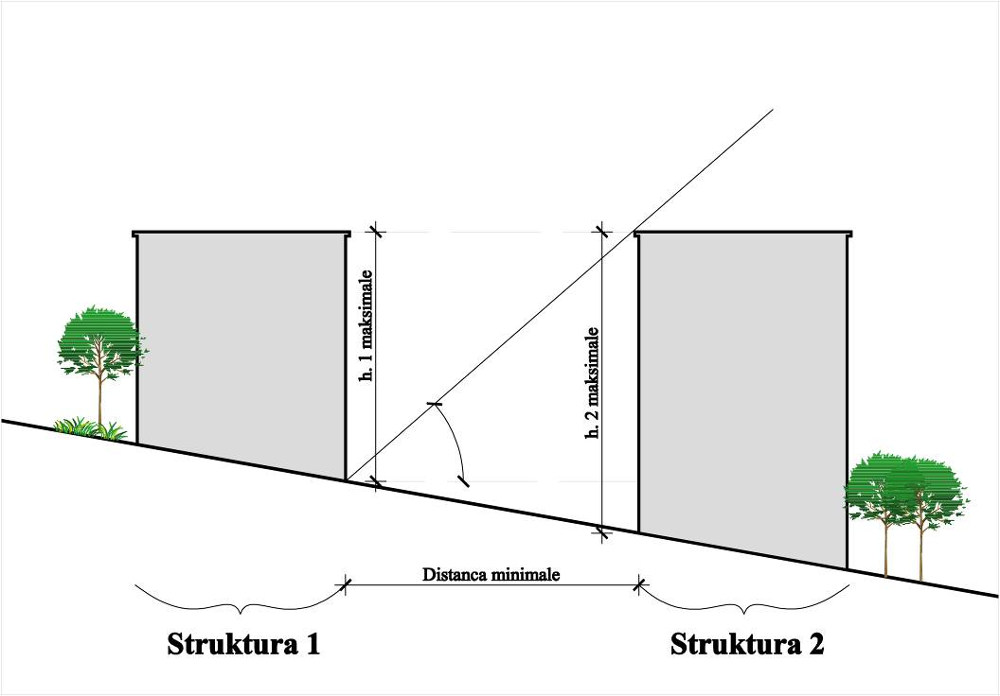 h. 1 maksimale
h. 2 maksimale
Distanca minimale
Struktura 1
Struktura 2